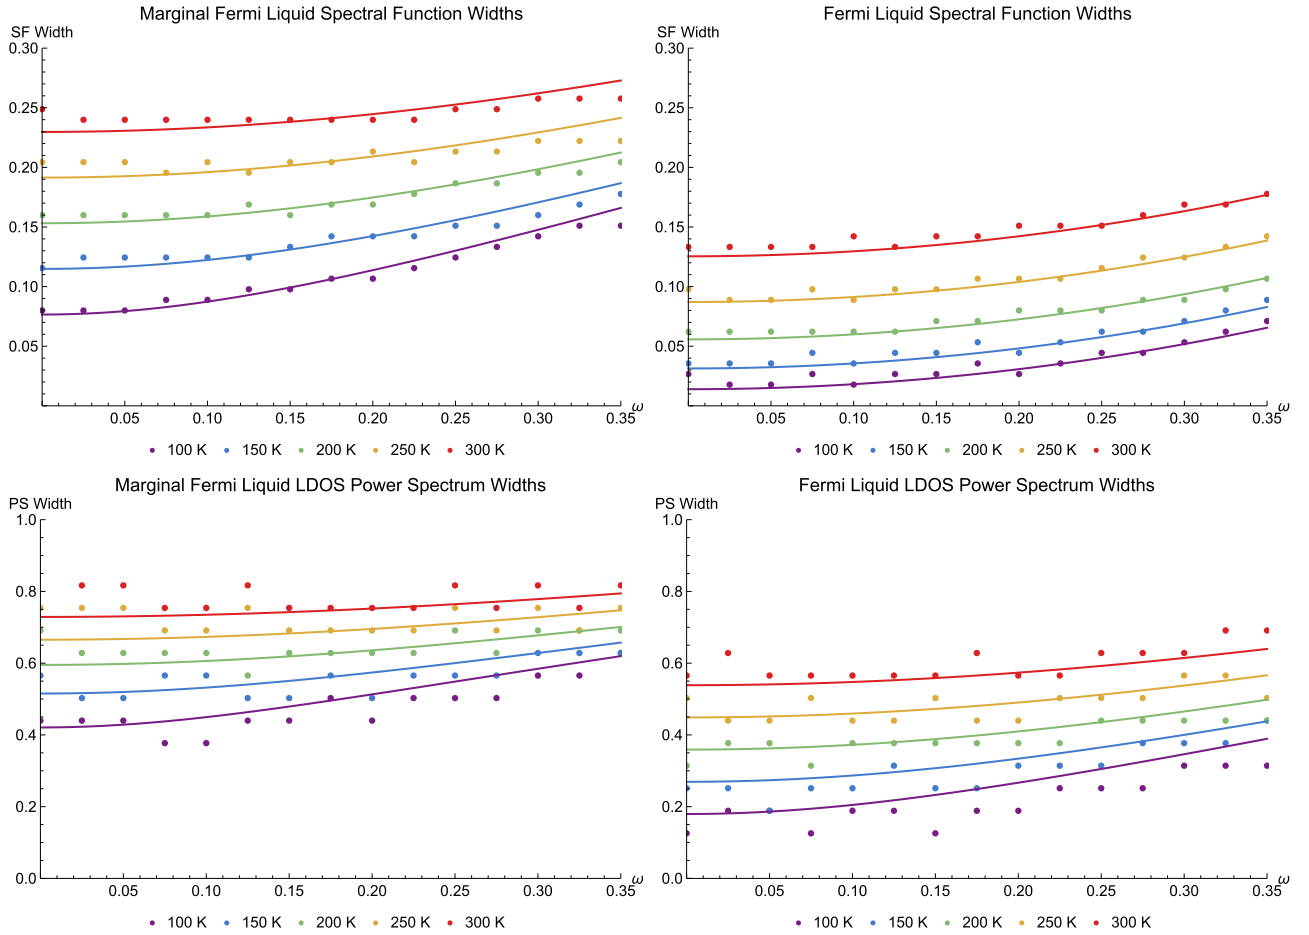 Marginal Fermi Liquid Spectral Function Widths
SF Width
0.30
0.25
0.20
0.15
0.10
0.05
0.05 0.10 0.15 0.20 0.25 0.30 0.35 ω
100 K 150 K 200 K 250 K 300 K
Fermi Liquid Spectral Function Widths
SF Width
0.30
0.25
0.20
0.15
0.10
0.05
0.05 0.10 0.15 0.20 0.25 0.30 0.35 ω
100 K 150 K 200 K 250 K 300 K
Marginal Fermi Liquid LDOS Power Spectrum Widths
PS Width
1.0
0.8
0.6
0.4
0.2
0.0
0.05 0.10 0.15 0.20 0.25 0.30 0.35 ω
100 K 150 K 200 K 250 K 300 K
Fermi Liquid LDOS Power Spectrum Widths
PS Width
1.0
0.8
0.6
0.4
0.2
0.0
0.05 0.10 0.15 0.20 0.25 0.30 0.35 ω
100 K 150 K 200 K 250 K 300 K